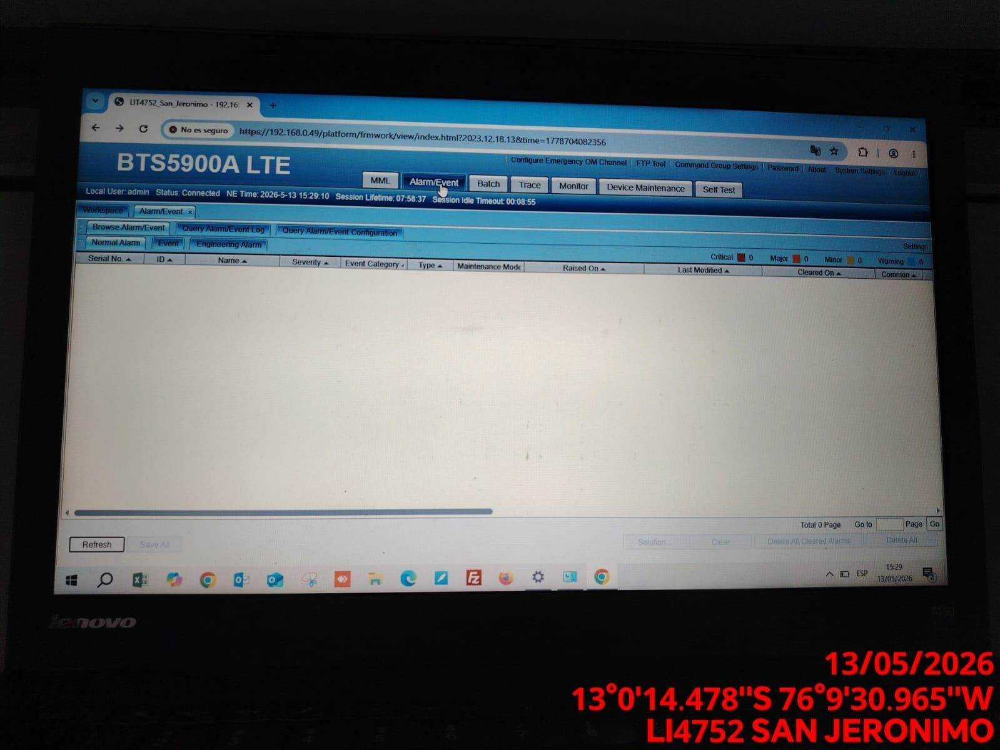 LIT4752_San_Jeronimo - 192.16
No es seguro https://192.168.0.49/platform/frmwork/view/index.html?2023.12.18.13&time=1778704082356
BTS5900A LTE
Configure Emergency OM Channel | FTP Tool | Command Group Settings | Password | About | System Settings | Logout
MML Alarm/Event Batch Trace Monitor Device Maintenance Self Test
Local User: admin Status: Connected NE Time: 2026-5-13 15:29:10 Session Lifetime: 07:58:37 Session Idle Timeout: 00:08:55
Workspace Alarm/Event
Browse Alarm/Event Query Alarm/Event Log Query Alarm/Event Configuration
Normal Alarm Event Engineering Alarm Settings
Critical 0 Major 0 Minor 0 Warning 0
Serial No. ID Name Severity Event Category Type Maintenance Mode Raised On Last Modified Cleared On Common
Total 0 Page Go to Page Go
Refresh Save All Solution... Clear Delete All Cleared Alarms Delete All
ESP 15:29
13/05/2026 2
lenovo
13/05/2026
13°0'14.478"S 76°9'30.965"W
LI4752 SAN JERONIMO